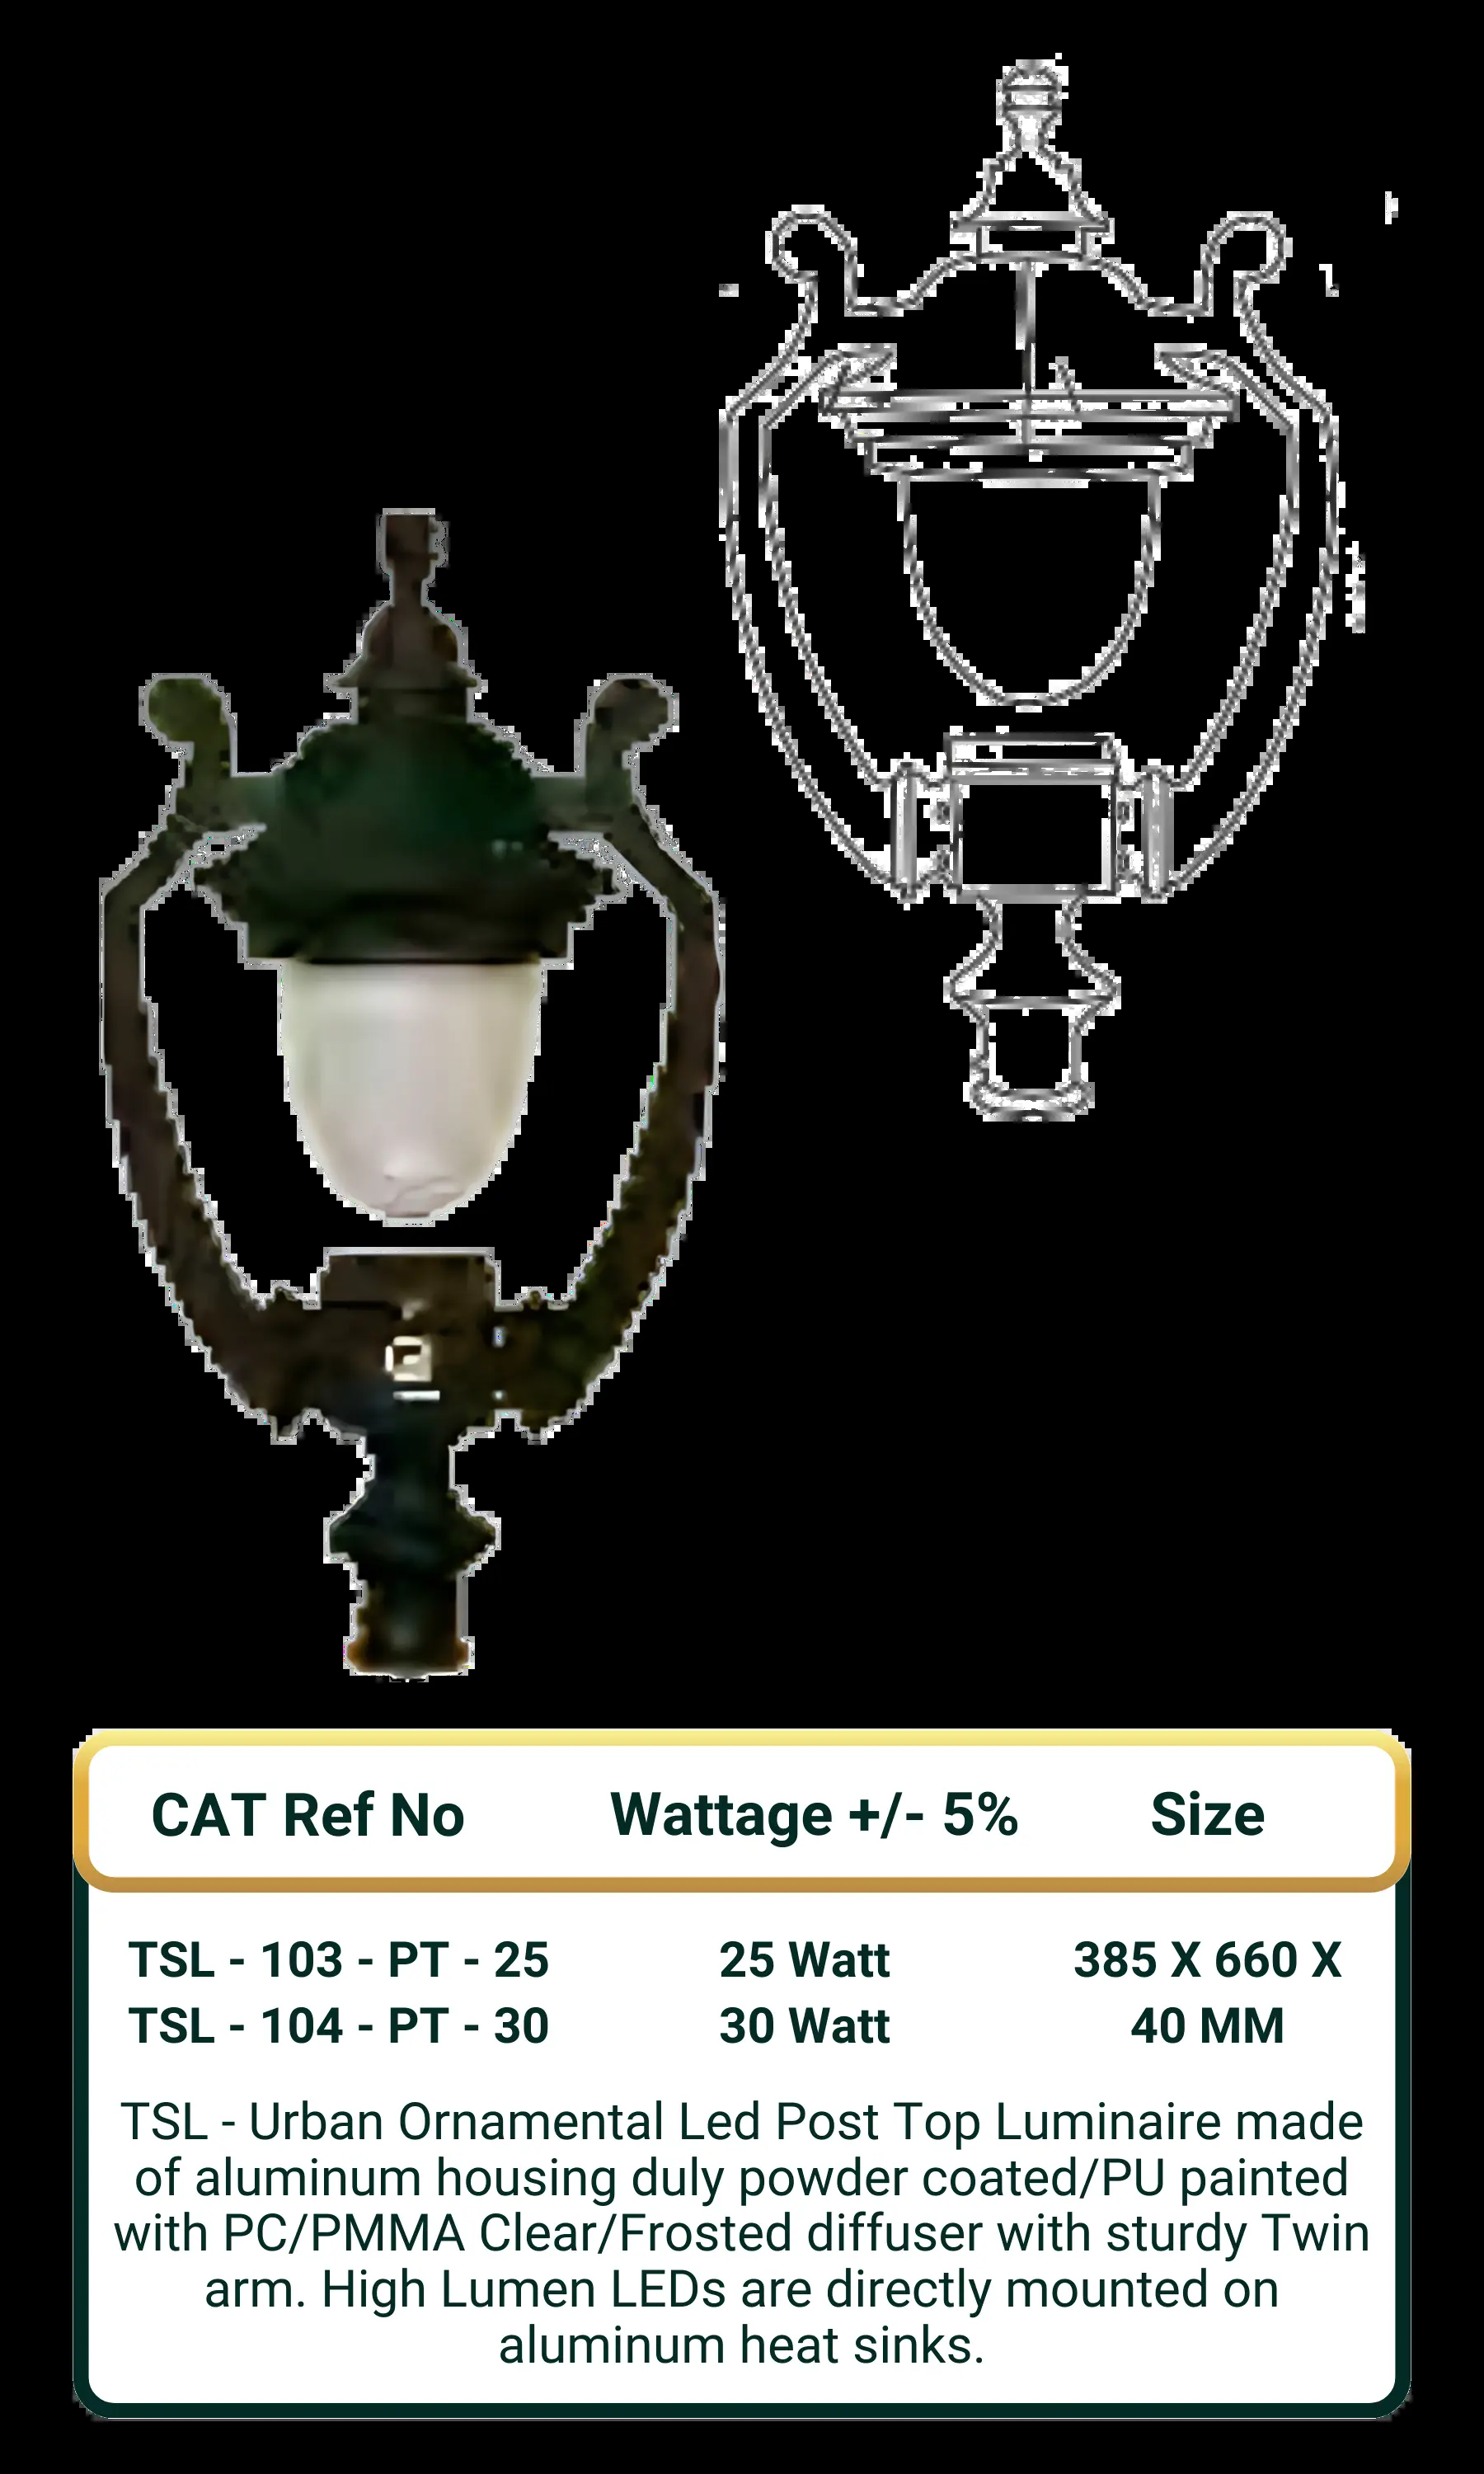 CAT Ref No Wattage +/- 5% Size
TSL - 103 - PT - 25 25 Watt 385 X 660 X
TSL - 104 - PT - 30 30 Watt 40 MM
TSL - Urban Ornamental Led Post Top Luminaire made
of aluminum housing duly powder coated/PU painted
with PC/PMMA Clear/Frosted diffuser with sturdy Twin
arm. High Lumen LEDs are directly mounted on
aluminum heat sinks.